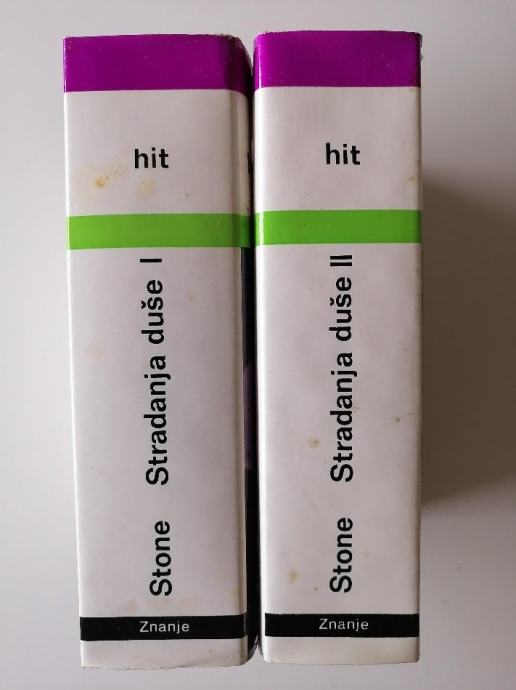 hit
Stone Stradanja duše I
Znanje
hit
Stone Stradanja duše II
Znanje